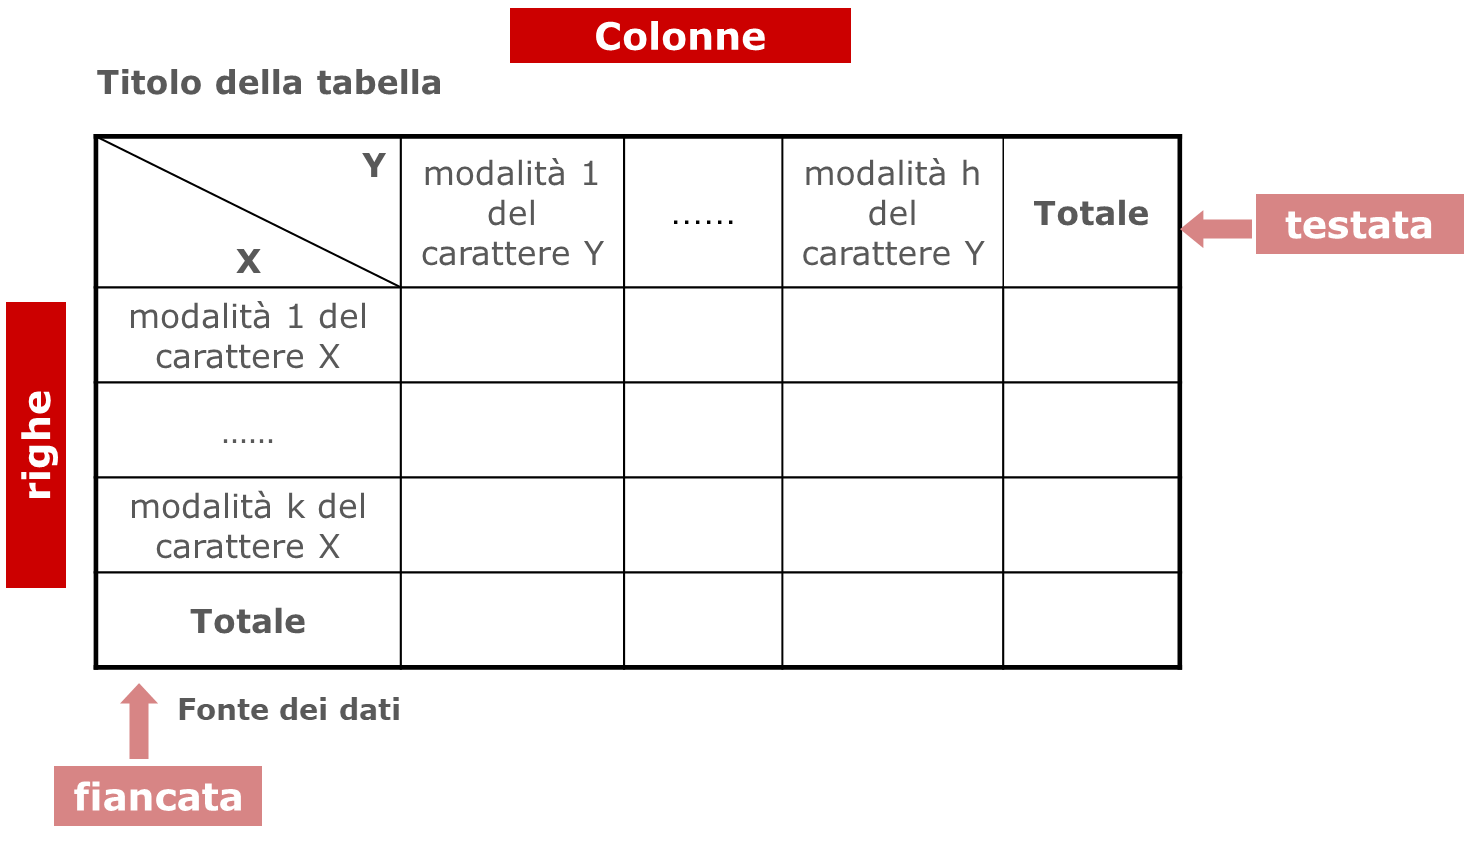 Colonne
Titolo della tabella
Y
X
modalità 1
del
carattere Y
......
modalità h
del
carattere Y
Totale
testata
righe
modalità 1 del
carattere X
......
modalità k del
carattere X
Totale
Fonte dei dati
fiancata